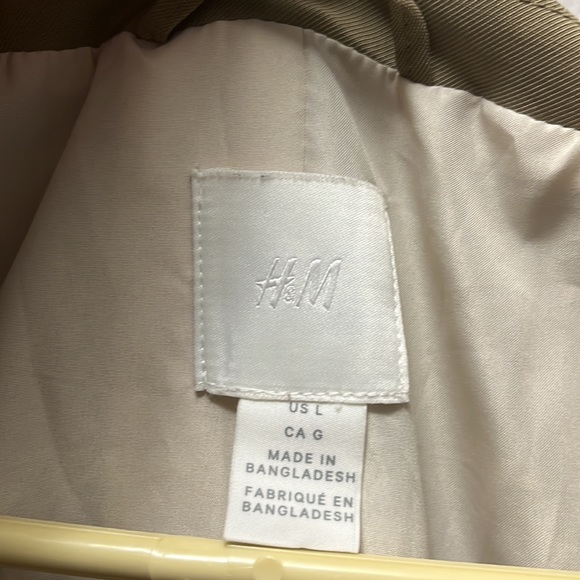 H&M
US L
CA G
MADE IN
BANGLADESH
FABRIQUÉ EN
BANGLADESH